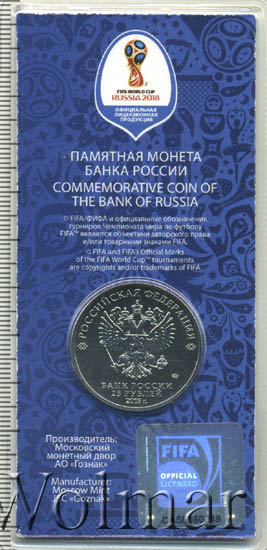 FIFA WORLD CUP
RUSSIA 2018
ОФИЦИАЛЬНАЯ
ЛИЦЕНЗИОННАЯ
ПРОДУКЦИЯ
ПАМЯТНАЯ МОНЕТА
БАНКА РОССИИ
COMMEMORATIVE COIN OF
THE BANK OF RUSSIA
© FIFA/ФИФА и официальные обозначения
турниров Чемпионата мира по футболу
FIFA™ являются объектами авторского права
и/или товарными знаками FIFA.
© FIFA and FIFA's Official Marks
of the FIFA World Cup™ tournaments
are copyrights and/or trademarks of FIFA.
РОССИЙСКАЯ ФЕДЕРАЦИЯ
БАНК РОССИИ
25 РУБЛЕЙ
2018 г.
Производитель:
Московский
монетный двор
АО «Гознак»
Manufacturer:
Moscow Mint
JSC «Goznak»
FIFA
OFFICIAL
LICENSED
Wolmar